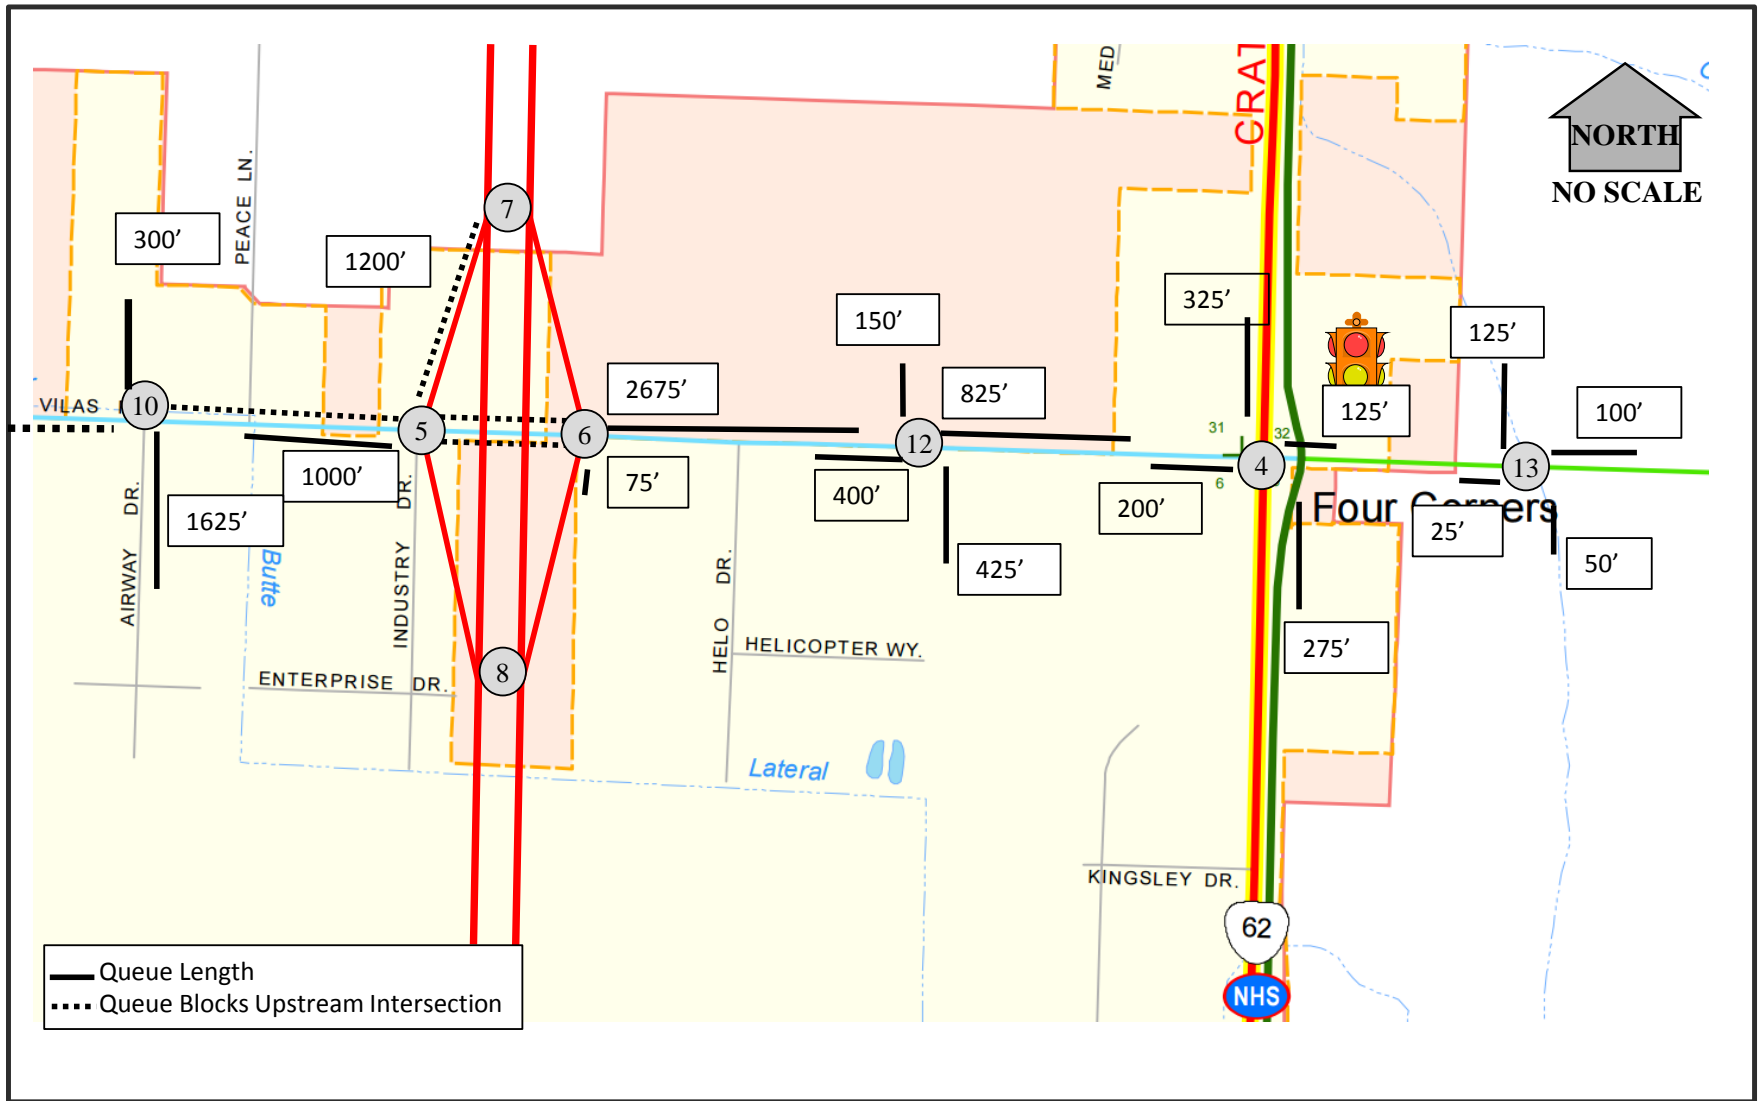 MED
CRAT
NORTH
NO SCALE
PEACE LN.
7
300'
1200'
325'
150'
125'
2675'
825'
125'
100'
VILAS
10
5
6
12
31
32
4
13
6
1000'
75'
400'
200'
Four Corners
25'
1625'
425'
50'
AIRWAY DR.
Butte
INDUSTRY DR.
HELO DR.
HELICOPTER WY.
275'
8
ENTERPRISE DR.
Lateral
KINGSLEY DR.
62
NHS
Queue Length
Queue Blocks Upstream Intersection